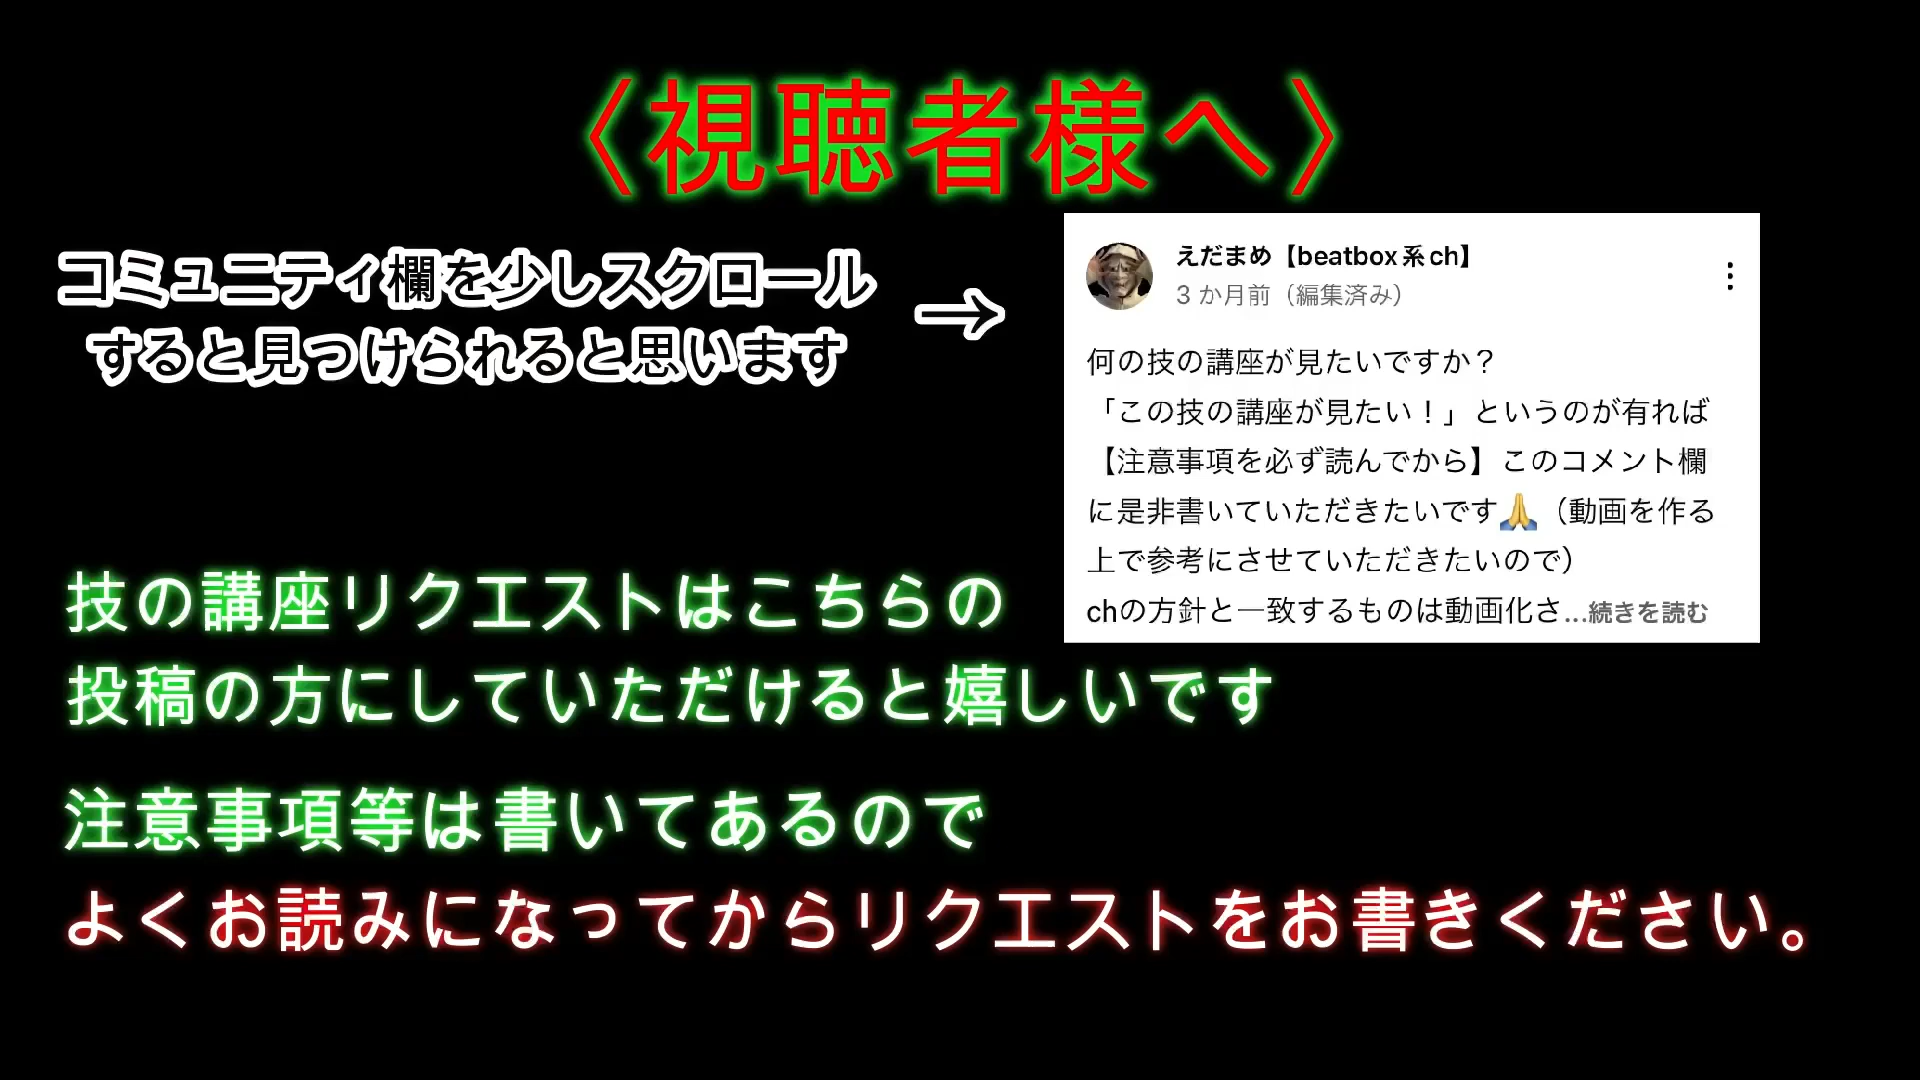 〈視聴者様へ〉
コミュニティ欄を少しスクロール
すると見つけられると思います
→
えだまめ【beatbox系ch】
3 か月前（編集済み）
何の技の講座が見たいですか？
「この技の講座が見たい！」というのが有れば
【注意事項を必ず読んでから】このコメント欄
に是非書いていただきたいです🙏（動画を作る
上で参考にさせていただきたいので）
chの方針と一致するものは動画化さ...続きを読む
技の講座リクエストはこちらの
投稿の方にしていただけると嬉しいです
注意事項等は書いてあるので
よくお読みになってからリクエストをお書きください。